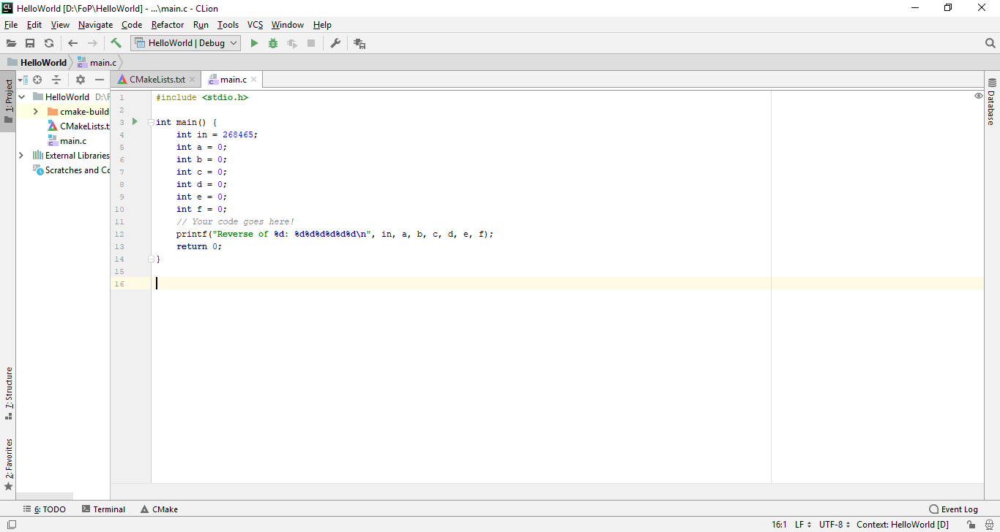 HelloWorld [D:\FoP\HelloWorld] - ...\main.c - CLion
File Edit View Navigate Code Refactor Run Tools VCS Window Help
HelloWorld | Debug
HelloWorld main.c
1: Project
CMakeLists.txt main.c
HelloWorld D:\F
cmake-build
CMakeLists.t
main.c
External Libraries
Scratches and Co
1 #include <stdio.h>
2
3 int main() {
4 int in = 268465;
5 int a = 0;
6 int b = 0;
7 int c = 0;
8 int d = 0;
9 int e = 0;
10 int f = 0;
11 // Your code goes here!
12 printf("Reverse of %d: %d%d%d%d%d%d\n", in, a, b, c, d, e, f);
13 return 0;
14 }
15
16
Database
7: Structure
2: Favorites
6: TODO Terminal CMake Event Log
16:1 LF UTF-8 Context: HelloWorld [D]